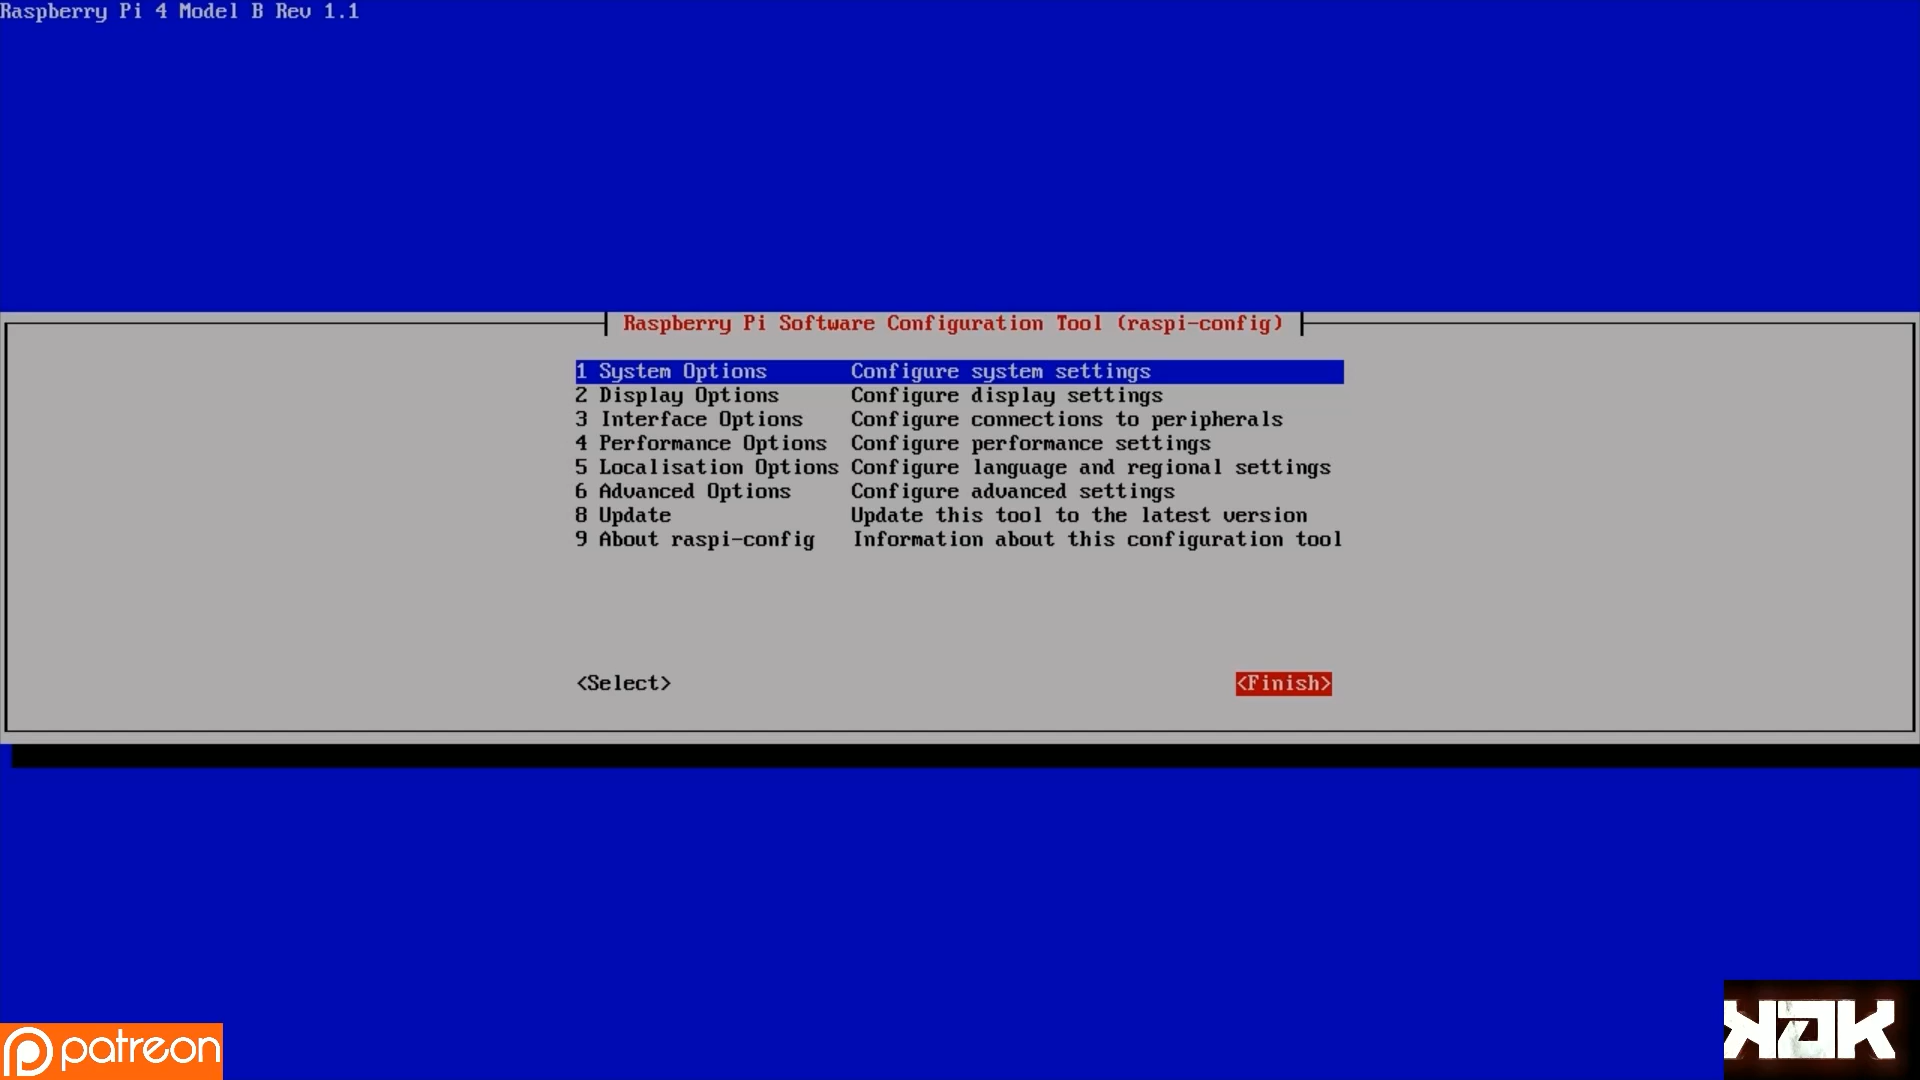 Raspberry Pi 4 Model B Rev 1.1
Raspberry Pi Software Configuration Tool (raspi-config)
1 System Options Configure system settings
2 Display Options Configure display settings
3 Interface Options Configure connections to peripherals
4 Performance Options Configure performance settings
5 Localisation Options Configure language and regional settings
6 Advanced Options Configure advanced settings
8 Update Update this tool to the latest version
9 About raspi-config Information about this configuration tool
<Select> <Finish>
patreon